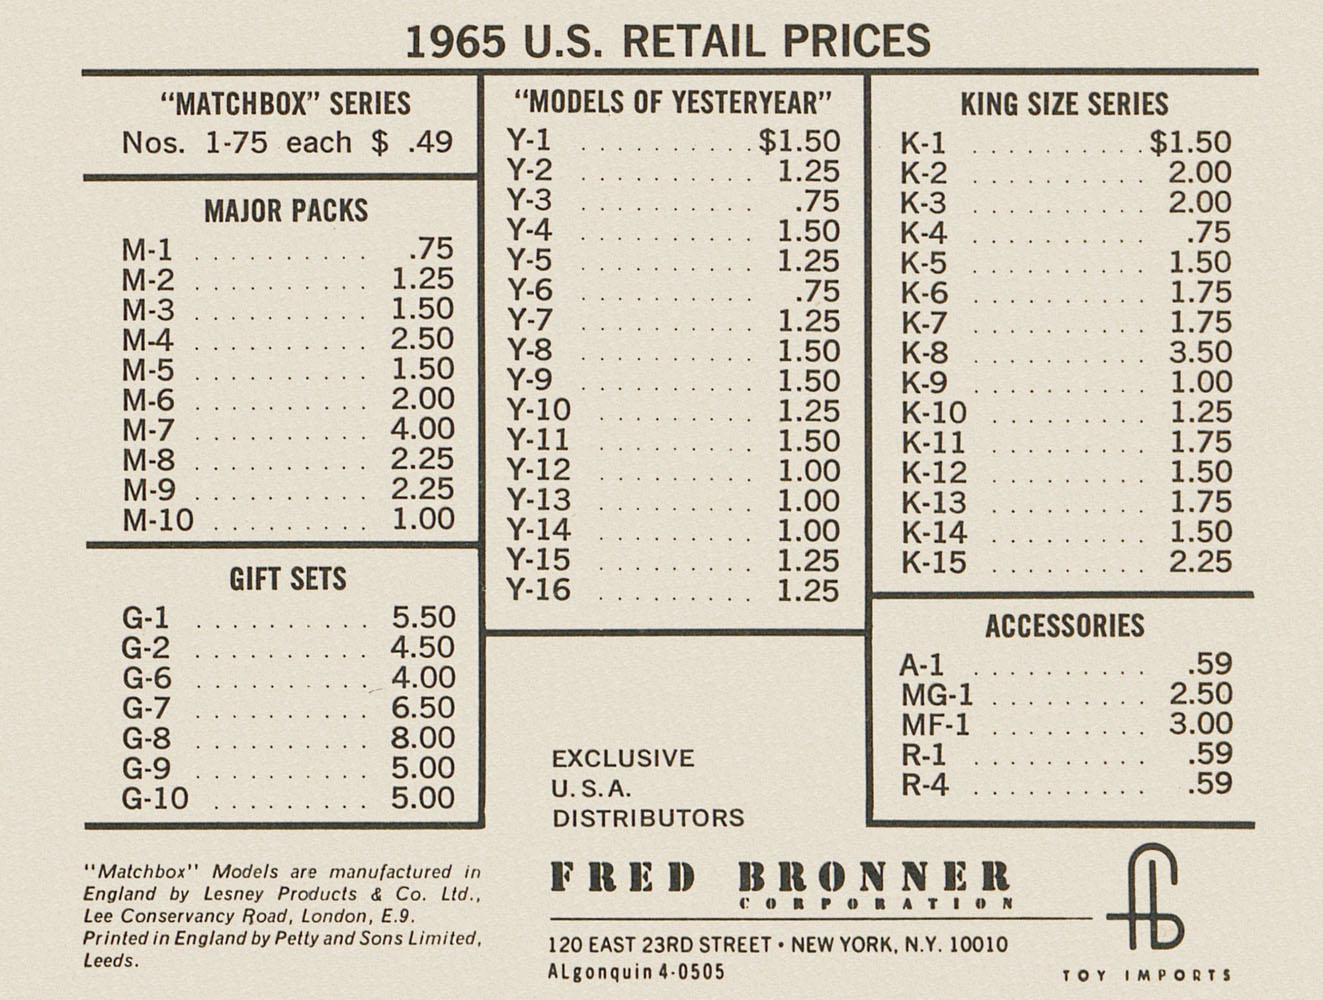 1965 U.S. RETAIL PRICES
"MATCHBOX" SERIES
Nos. 1-75 each $ .49
MAJOR PACKS
M-1 . . . . . . . . . . .75
M-2 . . . . . . . . . . 1.25
M-3 . . . . . . . . . . 1.50
M-4 . . . . . . . . . . 2.50
M-5 . . . . . . . . . . 1.50
M-6 . . . . . . . . . . 2.00
M-7 . . . . . . . . . . 4.00
M-8 . . . . . . . . . . 2.25
M-9 . . . . . . . . . . 2.25
M-10 . . . . . . . . . 1.00
GIFT SETS
G-1 . . . . . . . . . . 5.50
G-2 . . . . . . . . . . 4.50
G-6 . . . . . . . . . . 4.00
G-7 . . . . . . . . . . 6.50
G-8 . . . . . . . . . . 8.00
G-9 . . . . . . . . . . 5.00
G-10 . . . . . . . . . 5.00
"MODELS OF YESTERYEAR"
Y-1 . . . . . . . . . . $1.50
Y-2 . . . . . . . . . . 1.25
Y-3 . . . . . . . . . . .75
Y-4 . . . . . . . . . . 1.50
Y-5 . . . . . . . . . . 1.25
Y-6 . . . . . . . . . . .75
Y-7 . . . . . . . . . . 1.25
Y-8 . . . . . . . . . . 1.50
Y-9 . . . . . . . . . . 1.50
Y-10 . . . . . . . . . 1.25
Y-11 . . . . . . . . . 1.50
Y-12 . . . . . . . . . 1.00
Y-13 . . . . . . . . . 1.00
Y-14 . . . . . . . . . 1.00
Y-15 . . . . . . . . . 1.25
Y-16 . . . . . . . . . 1.25
KING SIZE SERIES
K-1 . . . . . . . . . . $1.50
K-2 . . . . . . . . . . 2.00
K-3 . . . . . . . . . . 2.00
K-4 . . . . . . . . . . .75
K-5 . . . . . . . . . . 1.50
K-6 . . . . . . . . . . 1.75
K-7 . . . . . . . . . . 1.75
K-8 . . . . . . . . . . 3.50
K-9 . . . . . . . . . . 1.00
K-10 . . . . . . . . . 1.25
K-11 . . . . . . . . . 1.75
K-12 . . . . . . . . . 1.50
K-13 . . . . . . . . . 1.75
K-14 . . . . . . . . . 1.50
K-15 . . . . . . . . . 2.25
ACCESSORIES
A-1 . . . . . . . . . . .59
MG-1 . . . . . . . . . 2.50
MF-1 . . . . . . . . . 3.00
R-1 . . . . . . . . . . .59
R-4 . . . . . . . . . . .59
"Matchbox" Models are manufactured in
England by Lesney Products & Co. Ltd.,
Lee Conservancy Road, London, E.9.
Printed in England by Petty and Sons Limited,
Leeds.
EXCLUSIVE
U.S.A.
DISTRIBUTORS
FRED BRONNER
CORPORATION
120 EAST 23RD STREET • NEW YORK, N.Y. 10010
ALgonquin 4-0505
TOY IMPORTS